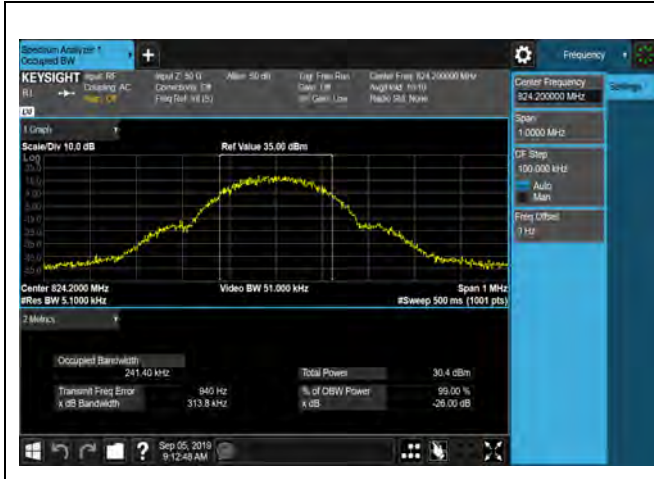 Spectrum Analyzer 1
Occupied BW
Frequency
KEYSIGHT Input: RF
Coupling: AC
Input Z: 50 Ω
Corrections: Off
Freq Ref: Int (S)
Atten: 50 dB
Trig: Free Run
Gate: Off
Center Freq: 824.200000 MHz
Avg|Hold: 10/10
Radio Std: None
Center Frequency
824.200000 MHz
Settings
Span
1.0000 MHz
CF Step
100.000 kHz
Auto
Man
Freq Offset
0 Hz
1 Graph
Scale/Div 10.0 dB
Ref Value 35.00 dBm
Log
Center 824.2000 MHz
Video BW 51.000 kHz
Span 1 MHz
#Res BW 5.1000 kHz
#Sweep 500 ms (1001 pts)
2 Metrics
Occupied Bandwidth
241.40 kHz
Total Power 30.4 dBm
Transmit Freq Error 940 Hz
% of OBW Power 99.00 %
x dB Bandwidth 313.8 kHz
x dB -26.00 dB
Sep 05, 2019
9:12:48 AM